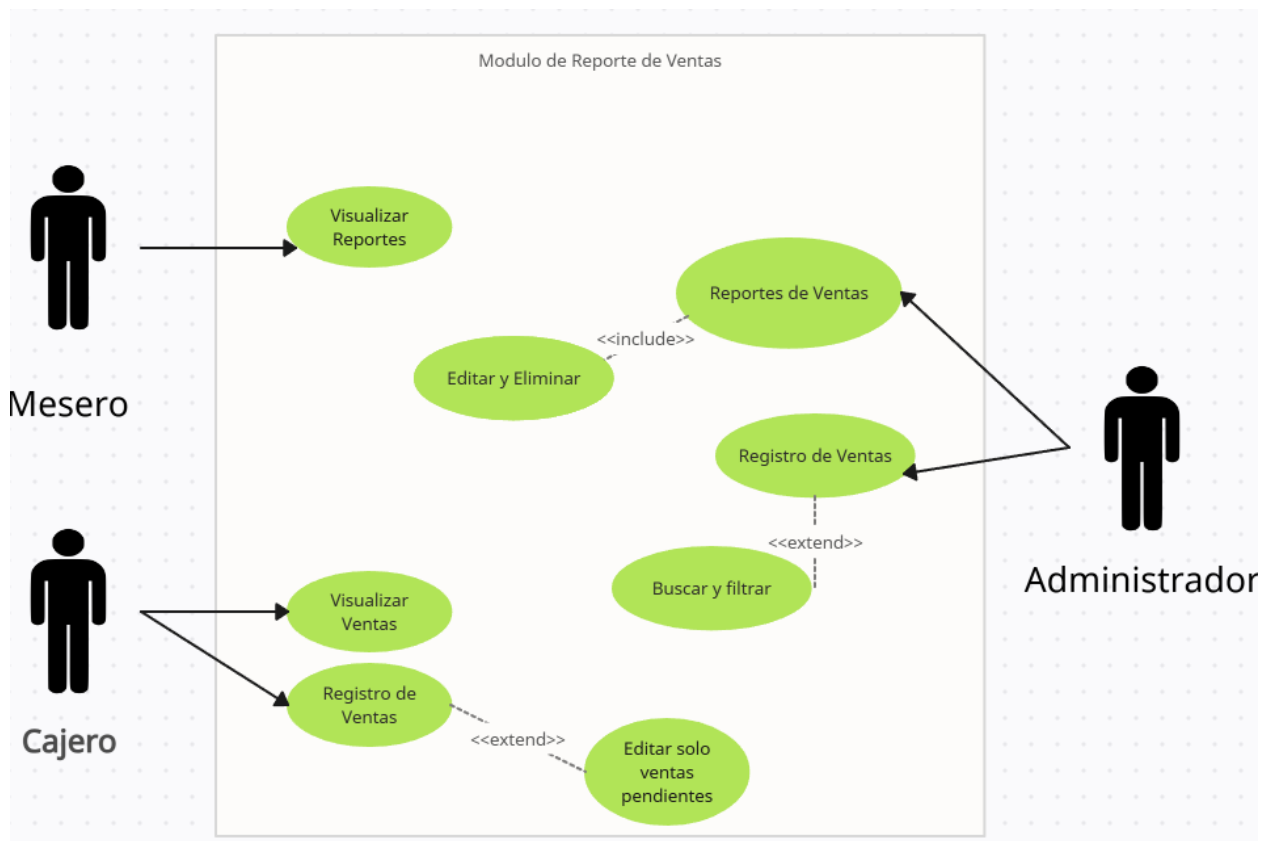 Modulo de Reporte de Ventas
Visualizar
Reportes
Reportes de Ventas
<<include>>
Editar y Eliminar
Mesero
Registro de Ventas
<<extend>>
Buscar y filtrar
Administrador
Visualizar
Ventas
Registro de
Ventas
Cajero
<<extend>>
Editar solo
ventas
pendientes